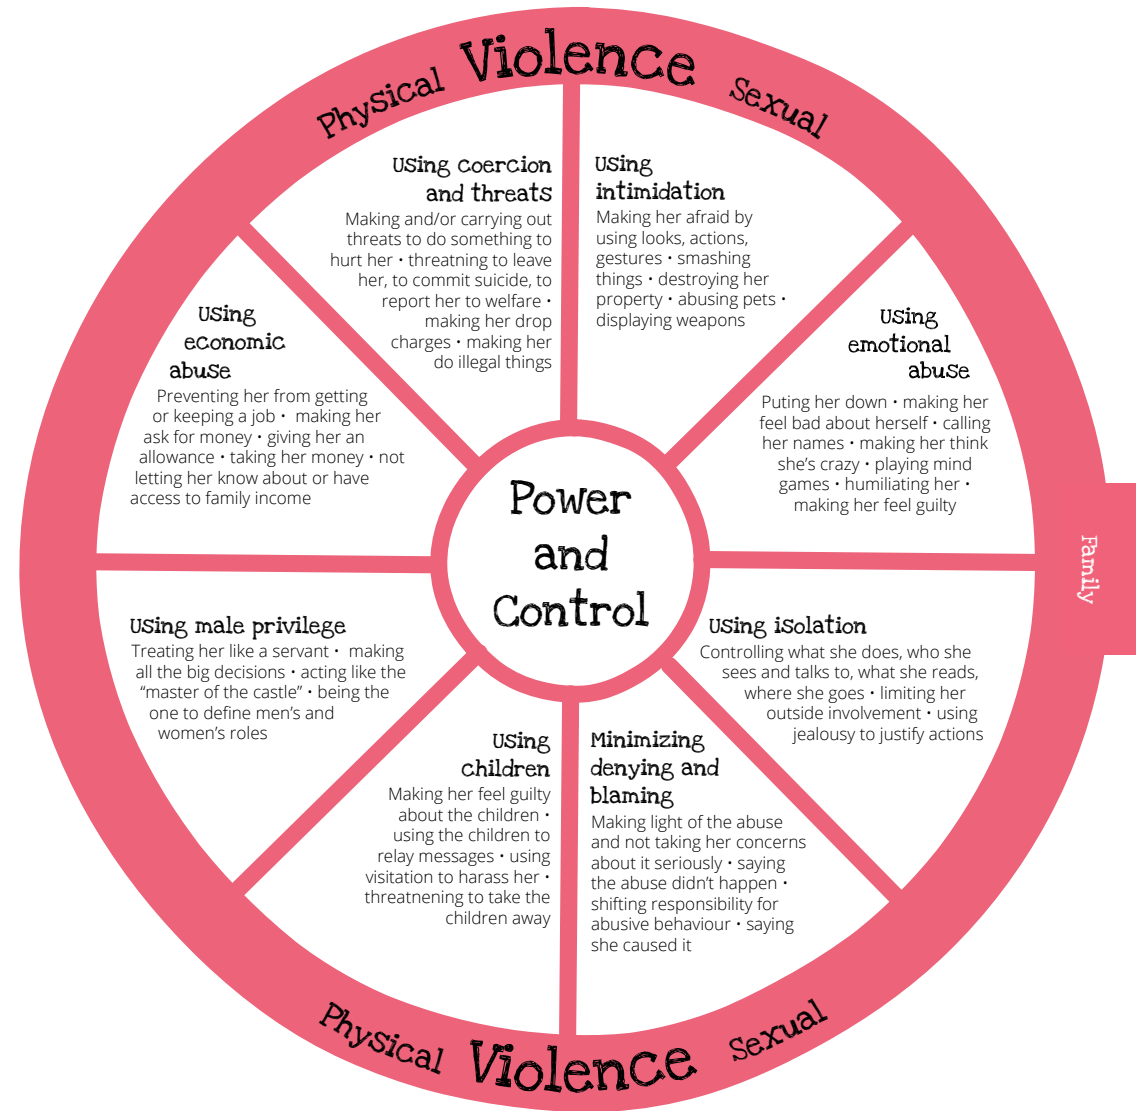 Physical Violence Sexual
Using coercion
and threats
Making and/or carrying out
threats to do something to
hurt her • threatning to leave
her, to commit suicide, to
report her to welfare •
making her drop
charges • making her
do illegal things
Using
intimidation
Making her afraid by
using looks, actions,
gestures • smashing
things • destroying her
property • abusing pets •
displaying weapons
Using
economic
abuse
Preventing her from getting
or keeping a job • making her
ask for money • giving her an
allowance • taking her money • not
letting her know about or have
access to family income
Using
emotional
abuse
Puting her down • making her
feel bad about herself • calling
her names • making her think
she's crazy • playing mind
games • humiliating her •
making her feel guilty
Power
and
Control
Family
Using male privilege
Treating her like a servant • making
all the big decisions • acting like the
“master of the castle” • being the
one to define men's and
women's roles
Using isolation
Controlling what she does, who she
sees and talks to, what she reads,
where she goes • limiting her
outside involvement • using
jealousy to justify actions
Using
children
Making her feel guilty
about the children •
using the children to
relay messages • using
visitation to harass her •
threatnening to take the
children away
Minimizing
denying and
blaming
Making light of the abuse
and not taking her concerns
about it seriously • saying
the abuse didn't happen •
shifting responsibility for
abusive behaviour • saying
she caused it
Physical Violence Sexual